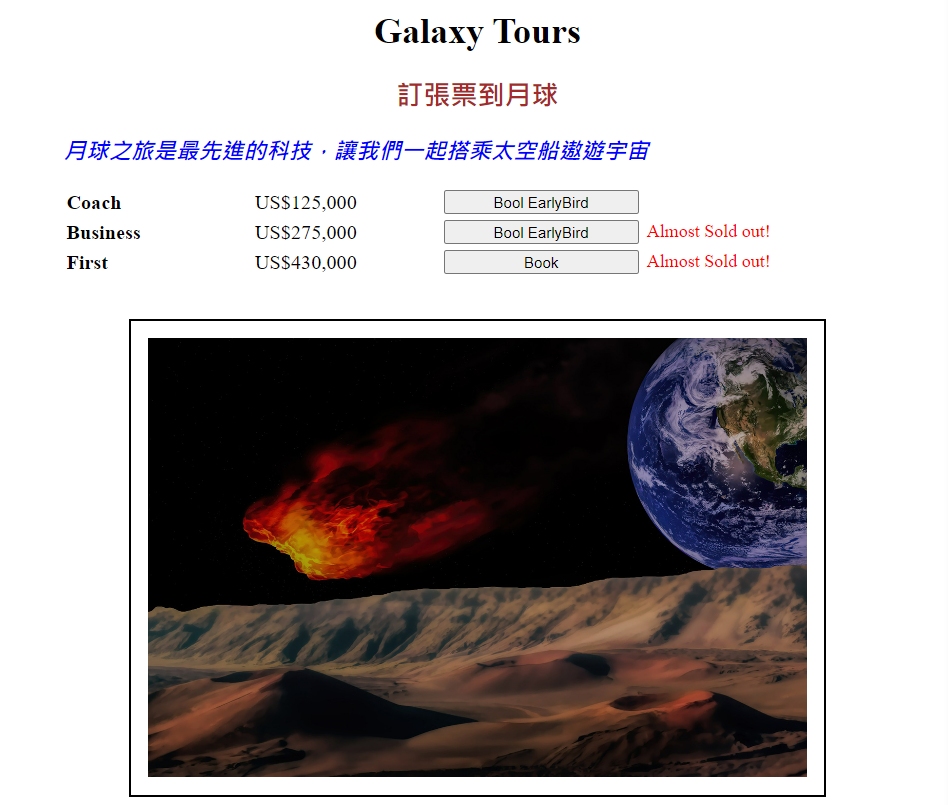 Galaxy Tours
訂張票到月球
月球之旅是最先進的科技，讓我們一起搭乘太空船遨遊宇宙
Coach US$125,000 Bool EarlyBird
Business US$275,000 Bool EarlyBird Almost Sold out!
First US$430,000 Book Almost Sold out!